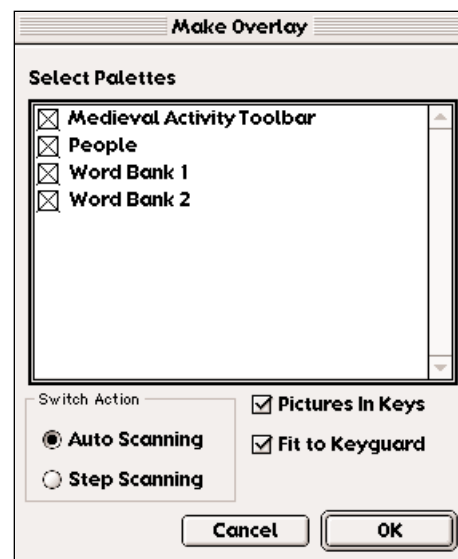 Make Overlay
Select Palettes
Medieval Activity Toolbar
People
Word Bank 1
Word Bank 2
Switch Action
Auto Scanning
Step Scanning
Pictures In Keys
Fit to Keyguard
Cancel
OK